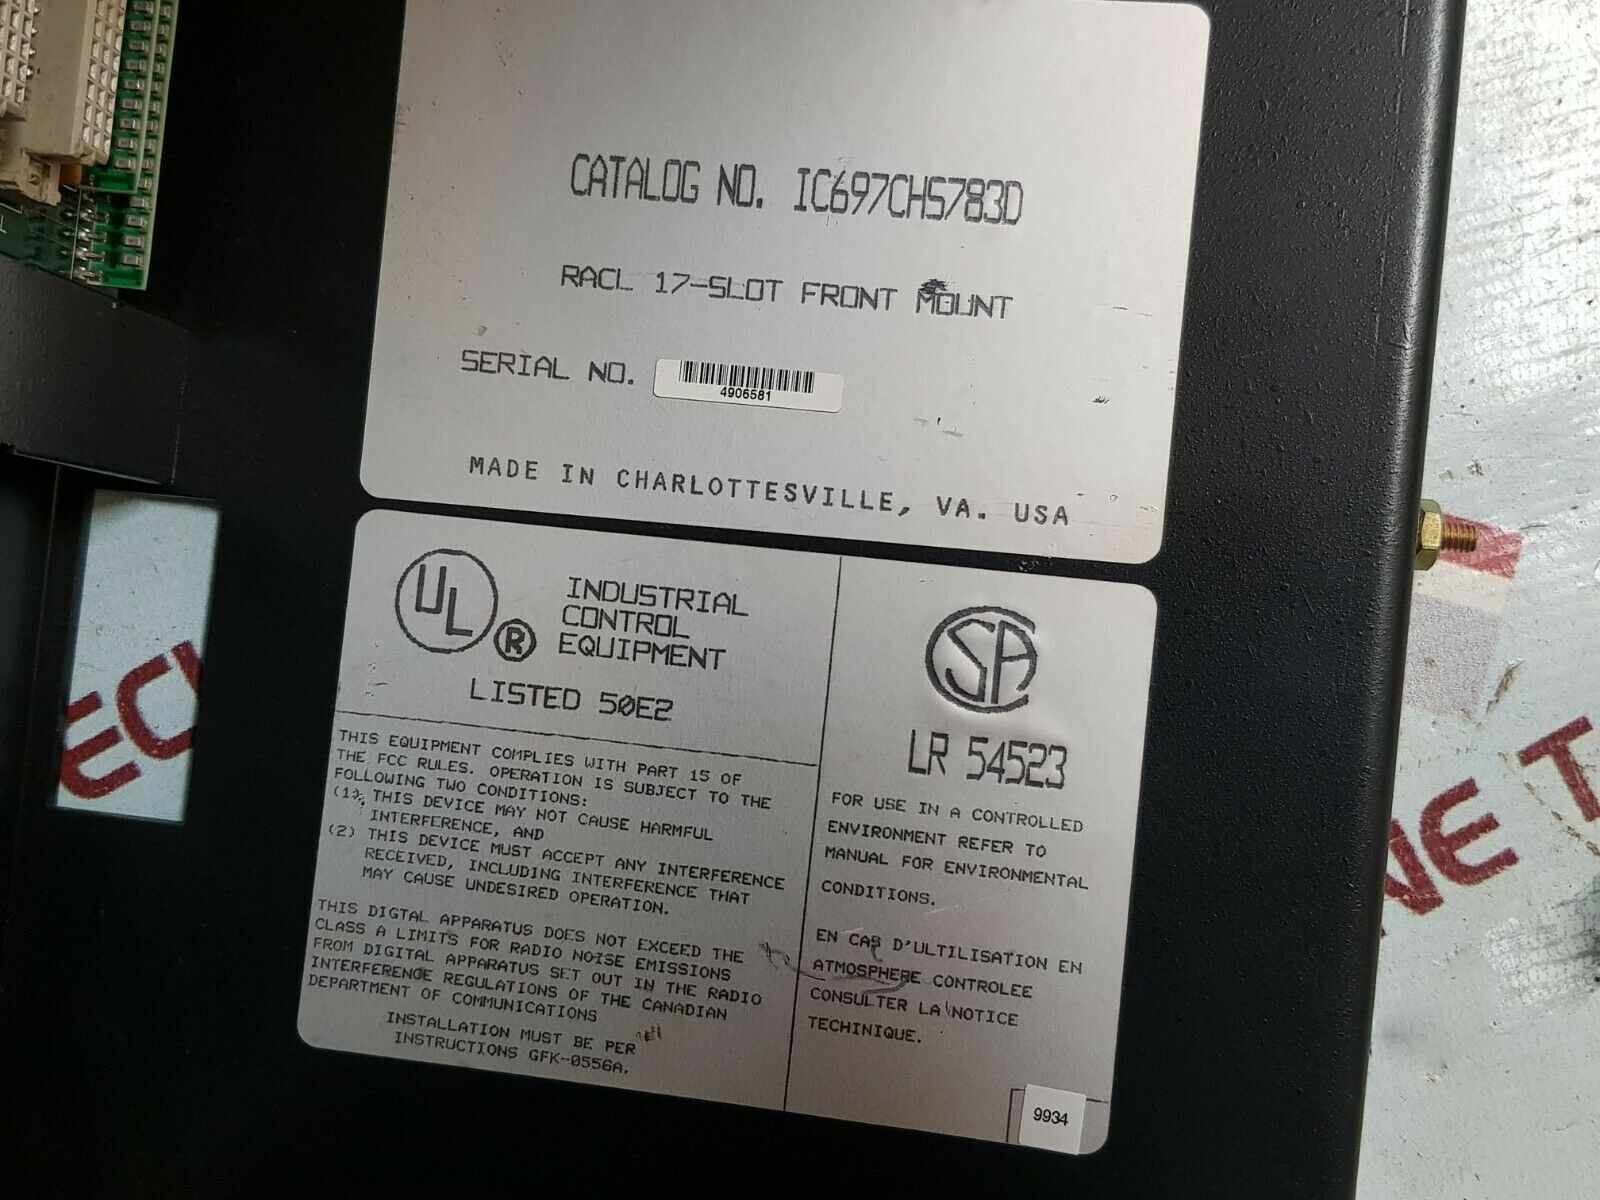 CATALOG NO. IC697CHS783D
RACL 17-SLOT FRONT MOUNT
SERIAL NO.
4906581
MADE IN CHARLOTTESVILLE, VA. USA
UL ®
INDUSTRIAL
CONTROL
EQUIPMENT
LISTED 50E2
THIS EQUIPMENT COMPLIES WITH PART 15 OF
THE FCC RULES. OPERATION IS SUBJECT TO THE
FOLLOWING TWO CONDITIONS:
(1) THIS DEVICE MAY NOT CAUSE HARMFUL
INTERFERENCE, AND
(2) THIS DEVICE MUST ACCEPT ANY INTERFERENCE
RECEIVED, INCLUDING INTERFERENCE THAT
MAY CAUSE UNDESIRED OPERATION.
THIS DIGTAL APPARATUS DOES NOT EXCEED THE
CLASS A LIMITS FOR RADIO NOISE EMISSIONS
FROM DIGITAL APPARATUS SET OUT IN THE RADIO
INTERFERENCE REGULATIONS OF THE CANADIAN
DEPARTMENT OF COMMUNICATIONS
INSTALLATION MUST BE PER
INSTRUCTIONS GFK-0556A.
CSA
LR 54523
FOR USE IN A CONTROLLED
ENVIRONMENT REFER TO
MANUAL FOR ENVIRONMENTAL
CONDITIONS.
EN CAS D'ULTILISATION EN
ATMOSPHERE CONTROLEE
CONSULTER LA NOTICE
TECHINIQUE.
9934